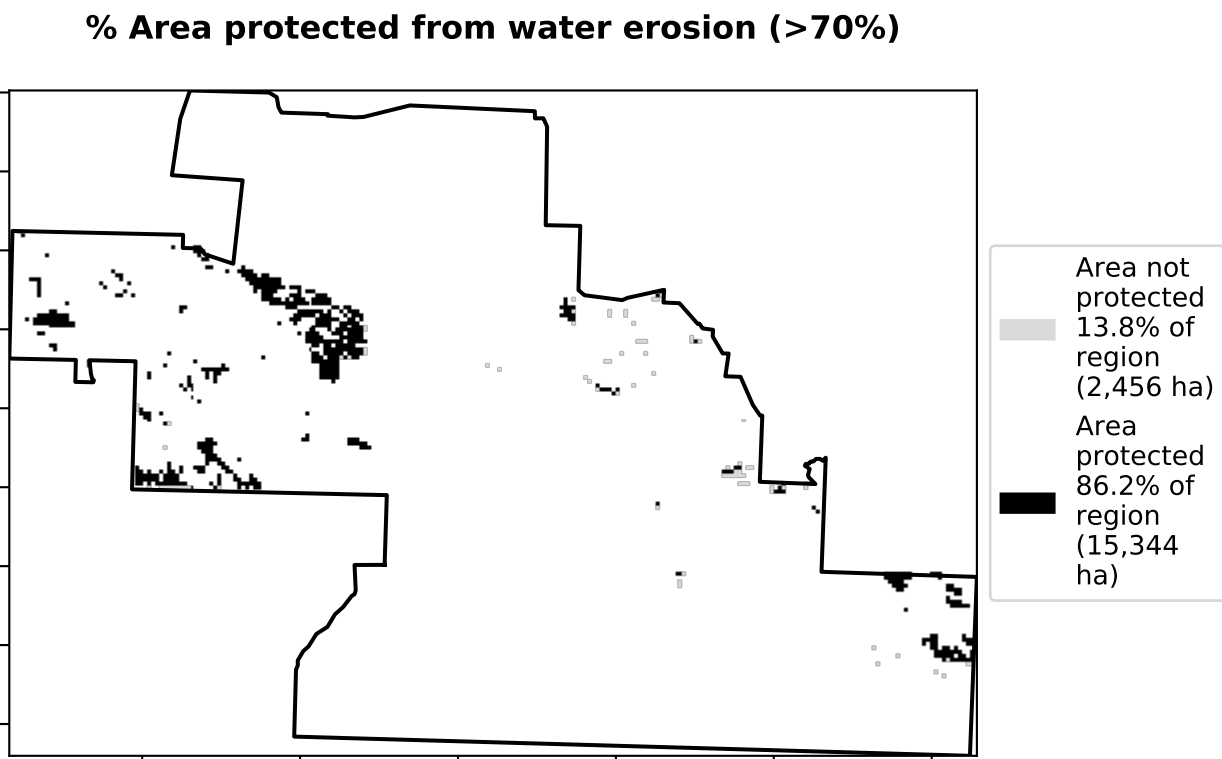 % Area protected from water erosion (>70%)
Area not
protected
13.8% of
region
(2,456 ha)
Area
protected
86.2% of
region
(15,344
ha)